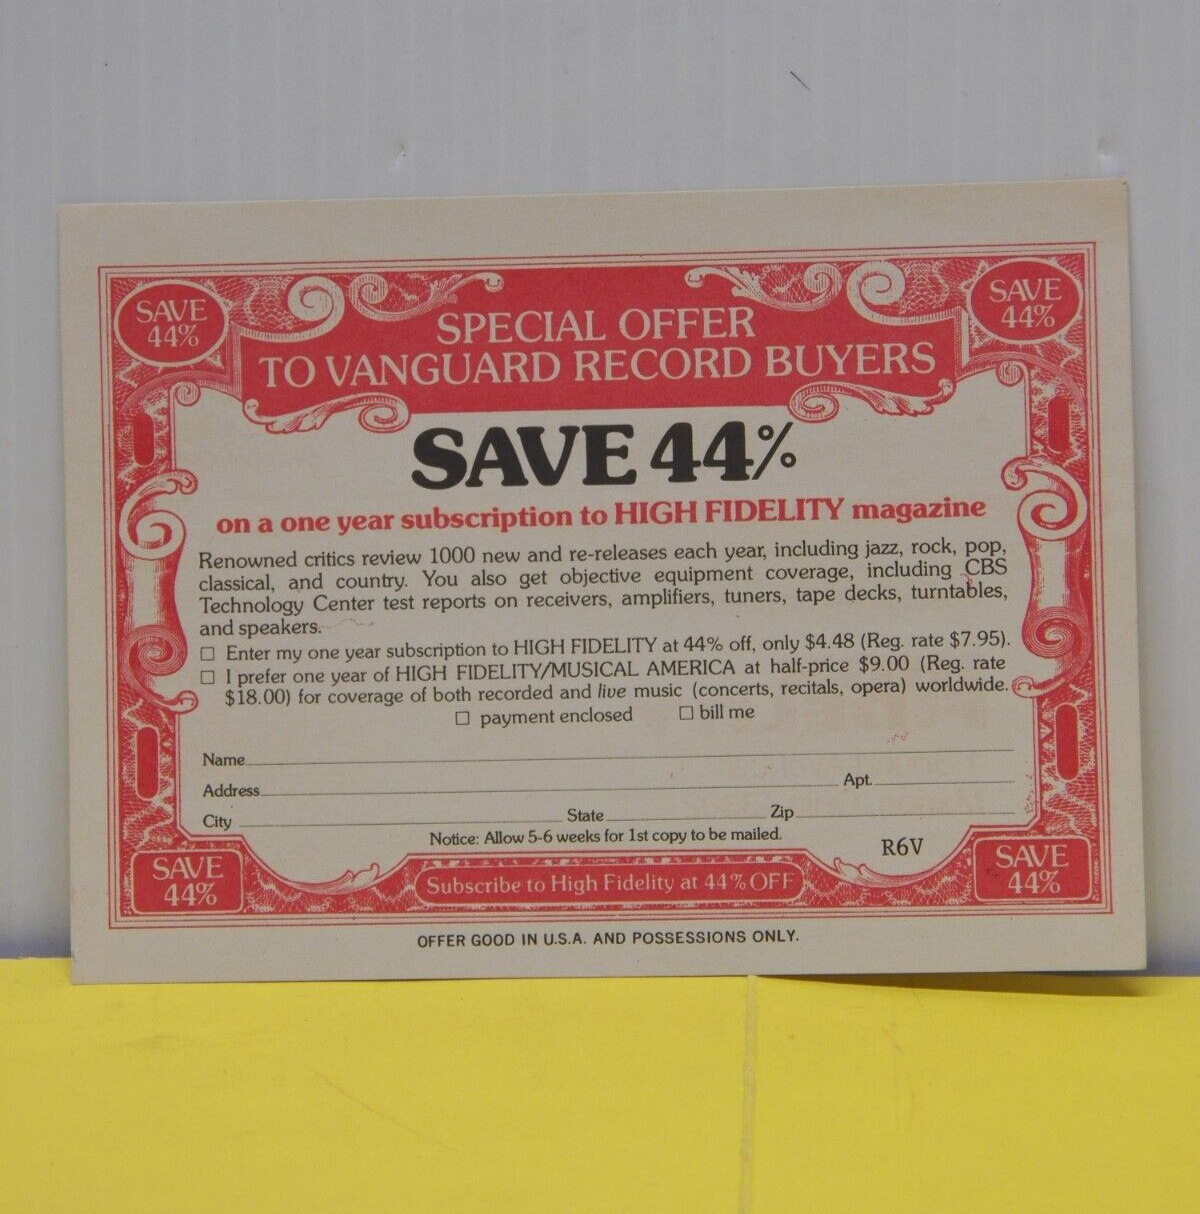 SAVE
44%
SPECIAL OFFER
TO VANGUARD RECORD BUYERS
SAVE
44%
SAVE 44%
on a one year subscription to HIGH FIDELITY magazine
Renowned critics review 1000 new and re-releases each year, including jazz, rock, pop,
classical, and country. You also get objective equipment coverage, including CBS
Technology Center test reports on receivers, amplifiers, tuners, tape decks, turntables,
and speakers.
☐ Enter my one year subscription to HIGH FIDELITY at 44% off, only $4.48 (Reg. rate $7.95).
☐ I prefer one year of HIGH FIDELITY/MUSICAL AMERICA at half-price $9.00 (Reg. rate
$18.00) for coverage of both recorded and live music (concerts, recitals, opera) worldwide.
☐ payment enclosed ☐ bill me
Name
Address Apt.
City State Zip
Notice: Allow 5-6 weeks for 1st copy to be mailed.
R6V
SAVE
44%
Subscribe to High Fidelity at 44% OFF
SAVE
44%
OFFER GOOD IN U.S.A. AND POSSESSIONS ONLY.